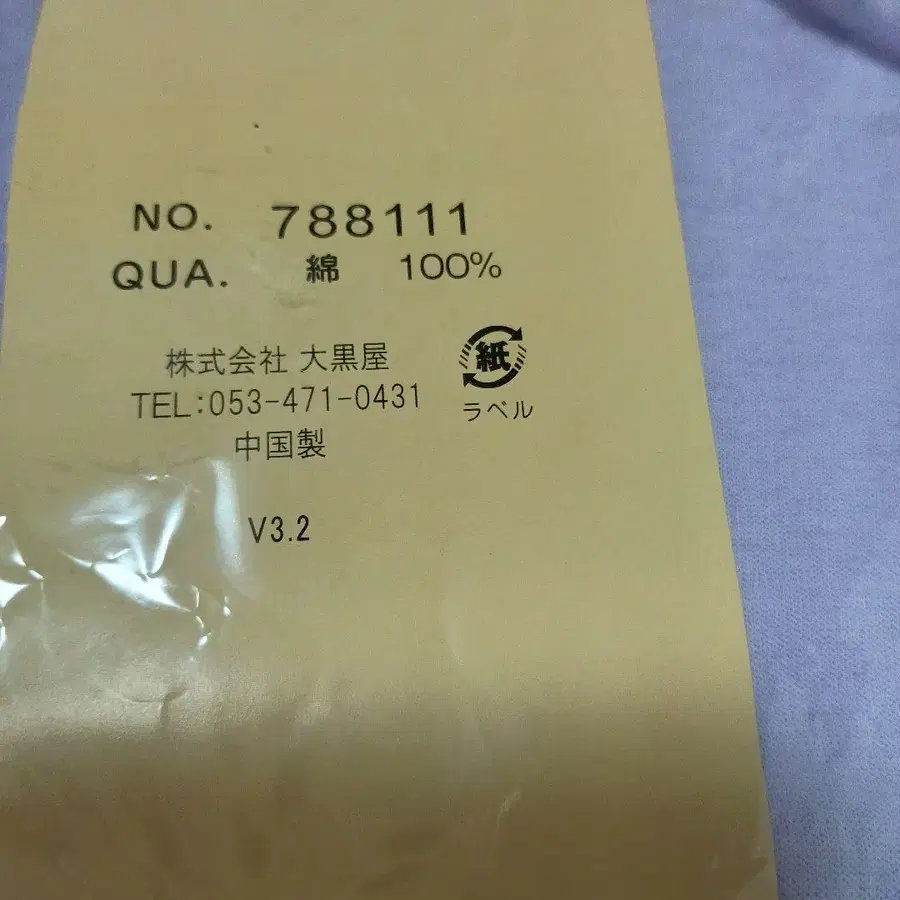 NO. 788111
QUA. 綿 100%
株式会社 大黒屋
TEL:053-471-0431
中国製
紙
ラベル
V3.2